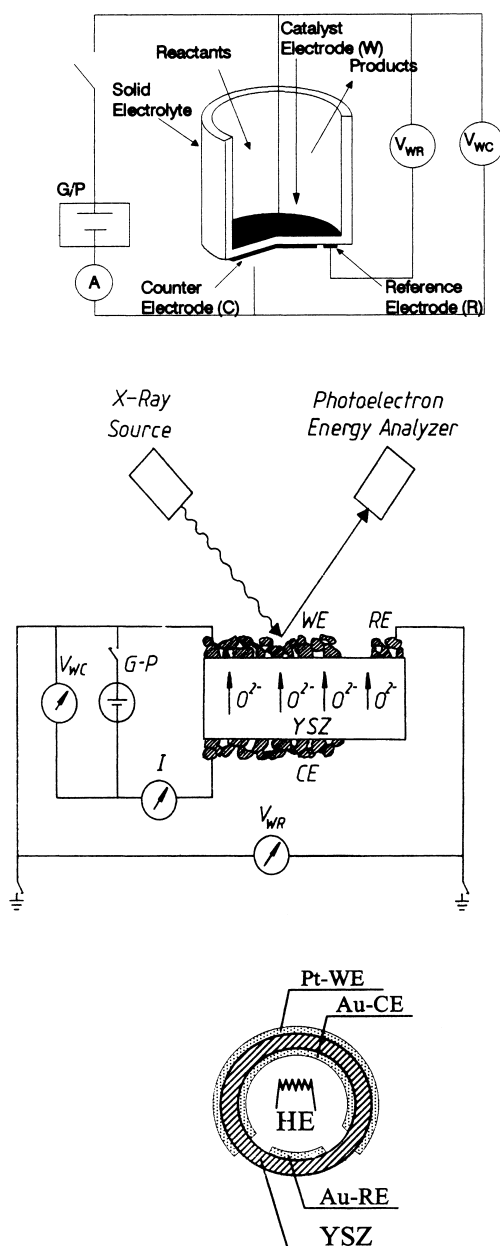 Catalyst
Electrode (W)
Reactants
Products
Solid
Electrolyte
V_WR
V_WC
G/P
A
Counter
Electrode (C)
Reference
Electrode (R)
X-Ray
Source
Photoelectron
Energy Analyzer
WE
RE
V_WC
G-P
O²⁻ O²⁻ O²⁻ O²⁻
YSZ
I
CE
V_WR
Pt-WE
Au-CE
HE
Au-RE
YSZ